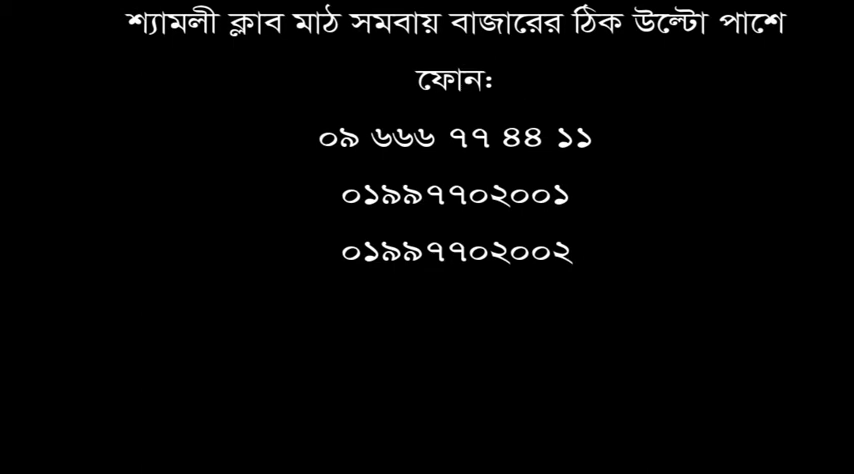 শ্যামলী ক্লাব মাঠ সমবায় বাজারের ঠিক উল্টো পাশে
ফোন:
০৯ ৬৬৬ ৭৭ ৪৪ ১১
০১৯৯৭৭০২০০১
০১৯৯৭৭০২০০২